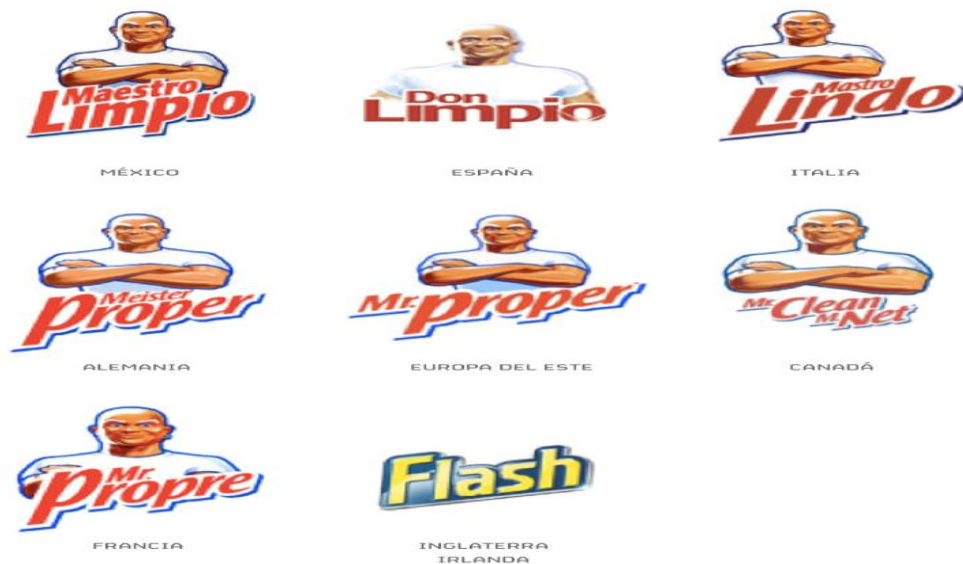 Maestro
Limpio
MÉXICO
Don
Limpio
ESPAÑA
Mastro
Lindo
ITALIA
Meister
Proper
ALEMANIA
Mr. Proper
EUROPA DEL ESTE
Mr. Clean
M. Net
CANADÁ
Mr.
Propre
FRANCIA
Flash
INGLATERRA
IRLANDA